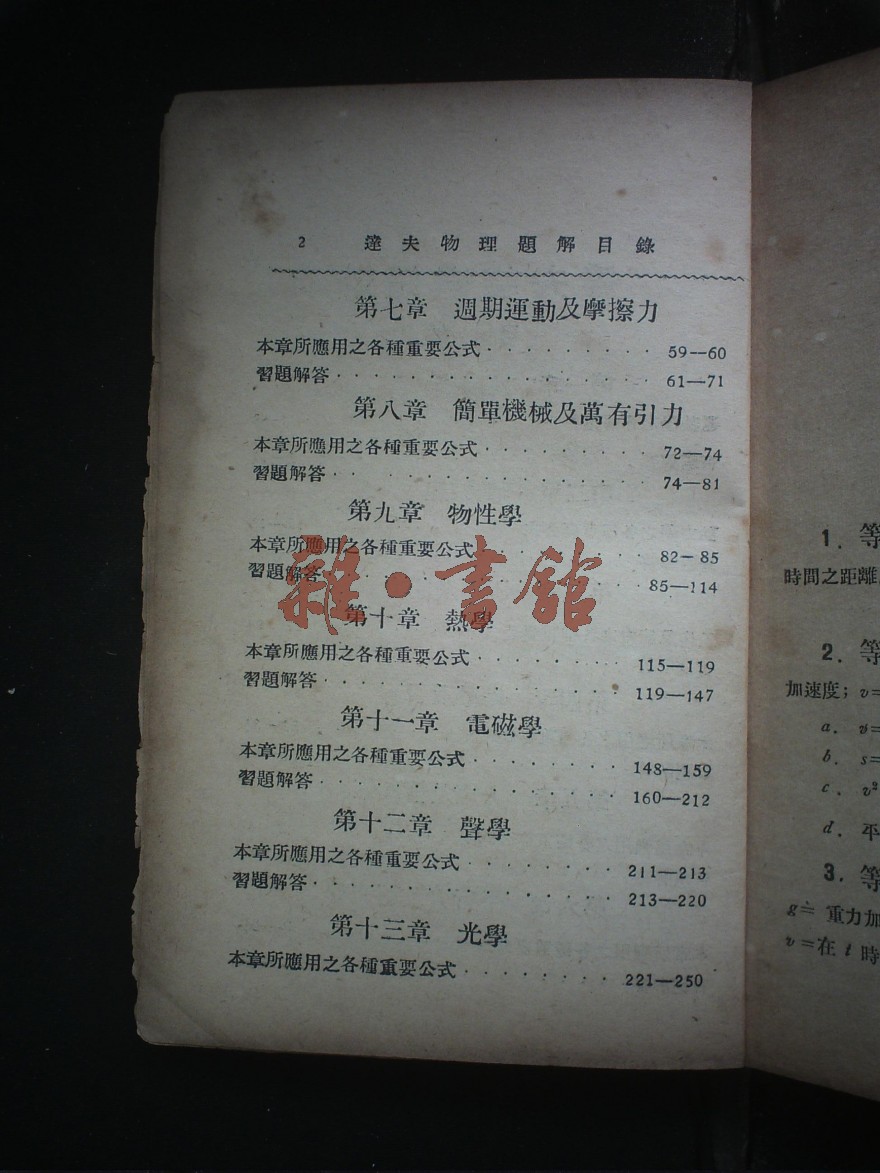 2 達夫物理題解目錄
第七章 週期運動及摩擦力
本章所應用之各種重要公式 · · · · · · · · · 59--60
習題解答 · · · · · · · · · · · · · · · · 61—71
第八章 簡單機械及萬有引力
本章所應用之各種重要公式 · · · · · · · · · 72—74
習題解答 · · · · · · · · · · · · · · · 74—81
第九章 物性學
本章所應用之各種重要公式 · · · · · · · · 82-85
習題解答 · · · · · · · · · · · · · · · 85—114
雜·書舘
第十章 熱學
本章所應用之各種重要公式 · · · · · · · · 115—119
習題解答 · · · · · · · · · · · · · · · 119—147
第十一章 電磁學
本章所應用之各種重要公式 · · · · · · · · 148—159
習題解答 · · · · · · · · · · · · · · · 160—212
第十二章 聲學
本章所應用之各種重要公式 · · · · · · · · 211—213
習題解答 · · · · · · · · · · · · · · · 213—220
第十三章 光學
本章所應用之各種重要公式 · · · · · · · · 221—250
1. 等
時間之距離
2. 等
加速度; v=
a. v=
b. s=
c. v²
d. 平
3. 等
g= 重力加
v=在 t 時